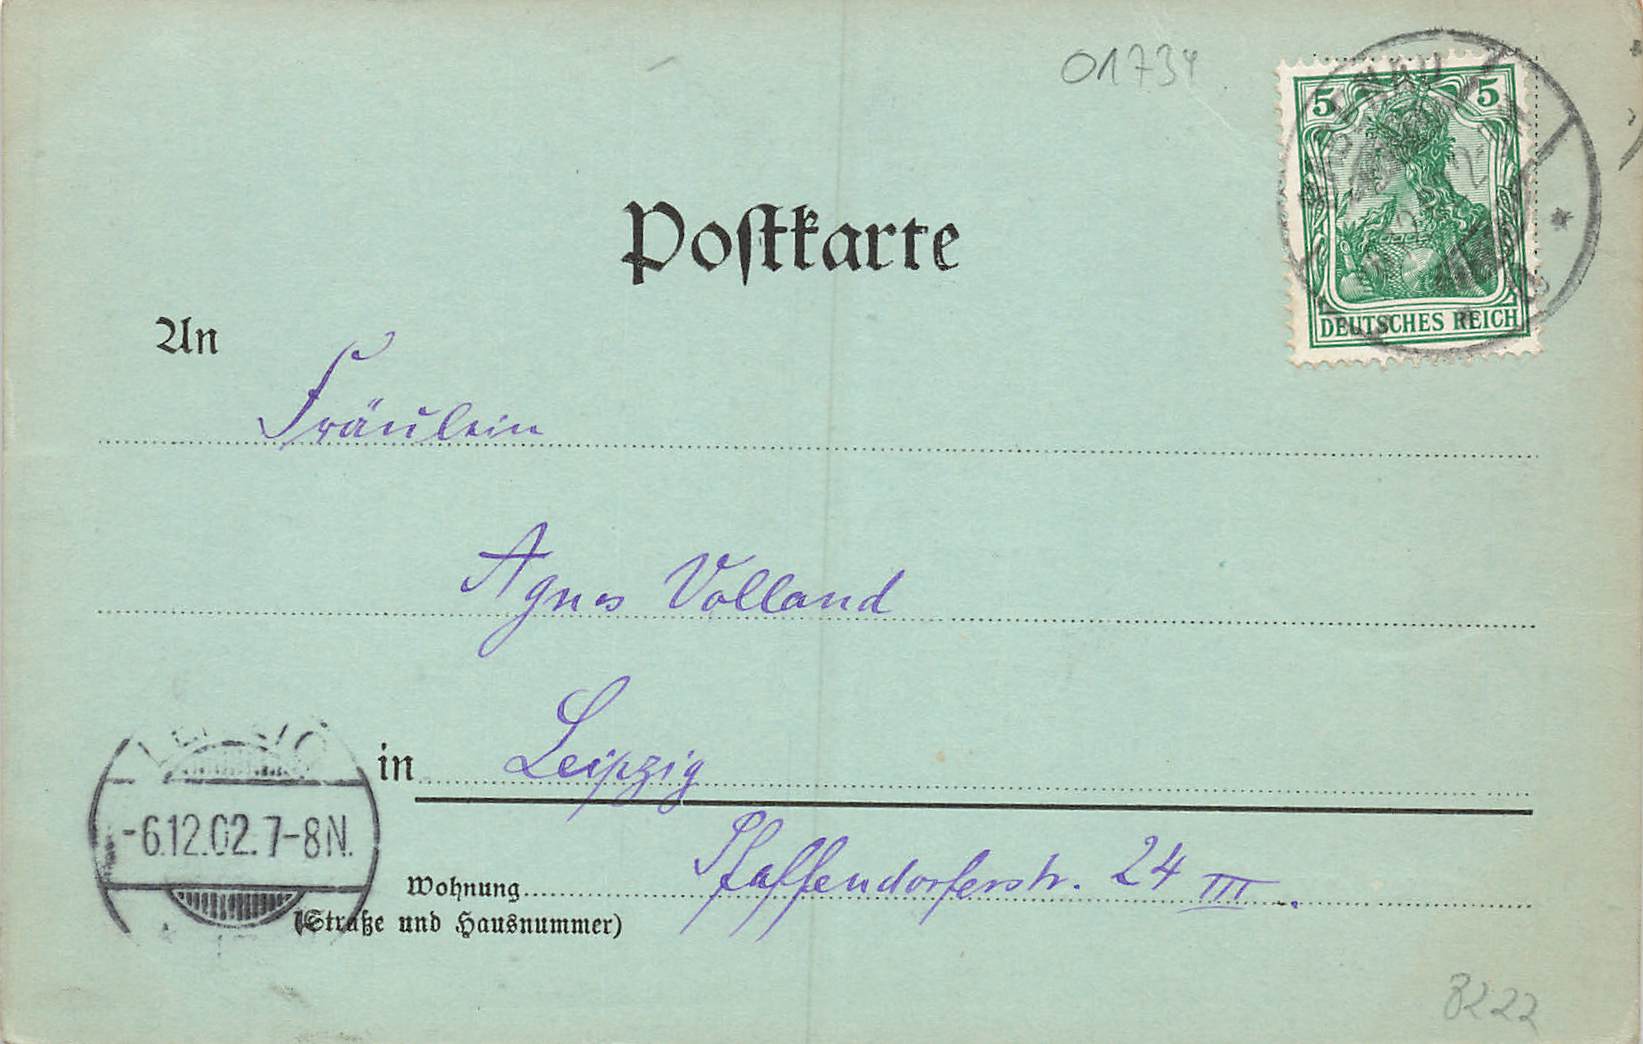 01734
5 5
DEUTSCHES REICH
Postkarte
An
Fräulein
Agnes Volland
in Leipzig
-6.12.02. 7-8N.
Wohnung Pfaffendorferstr. 24 III.
(Straße und Hausnummer)
8222